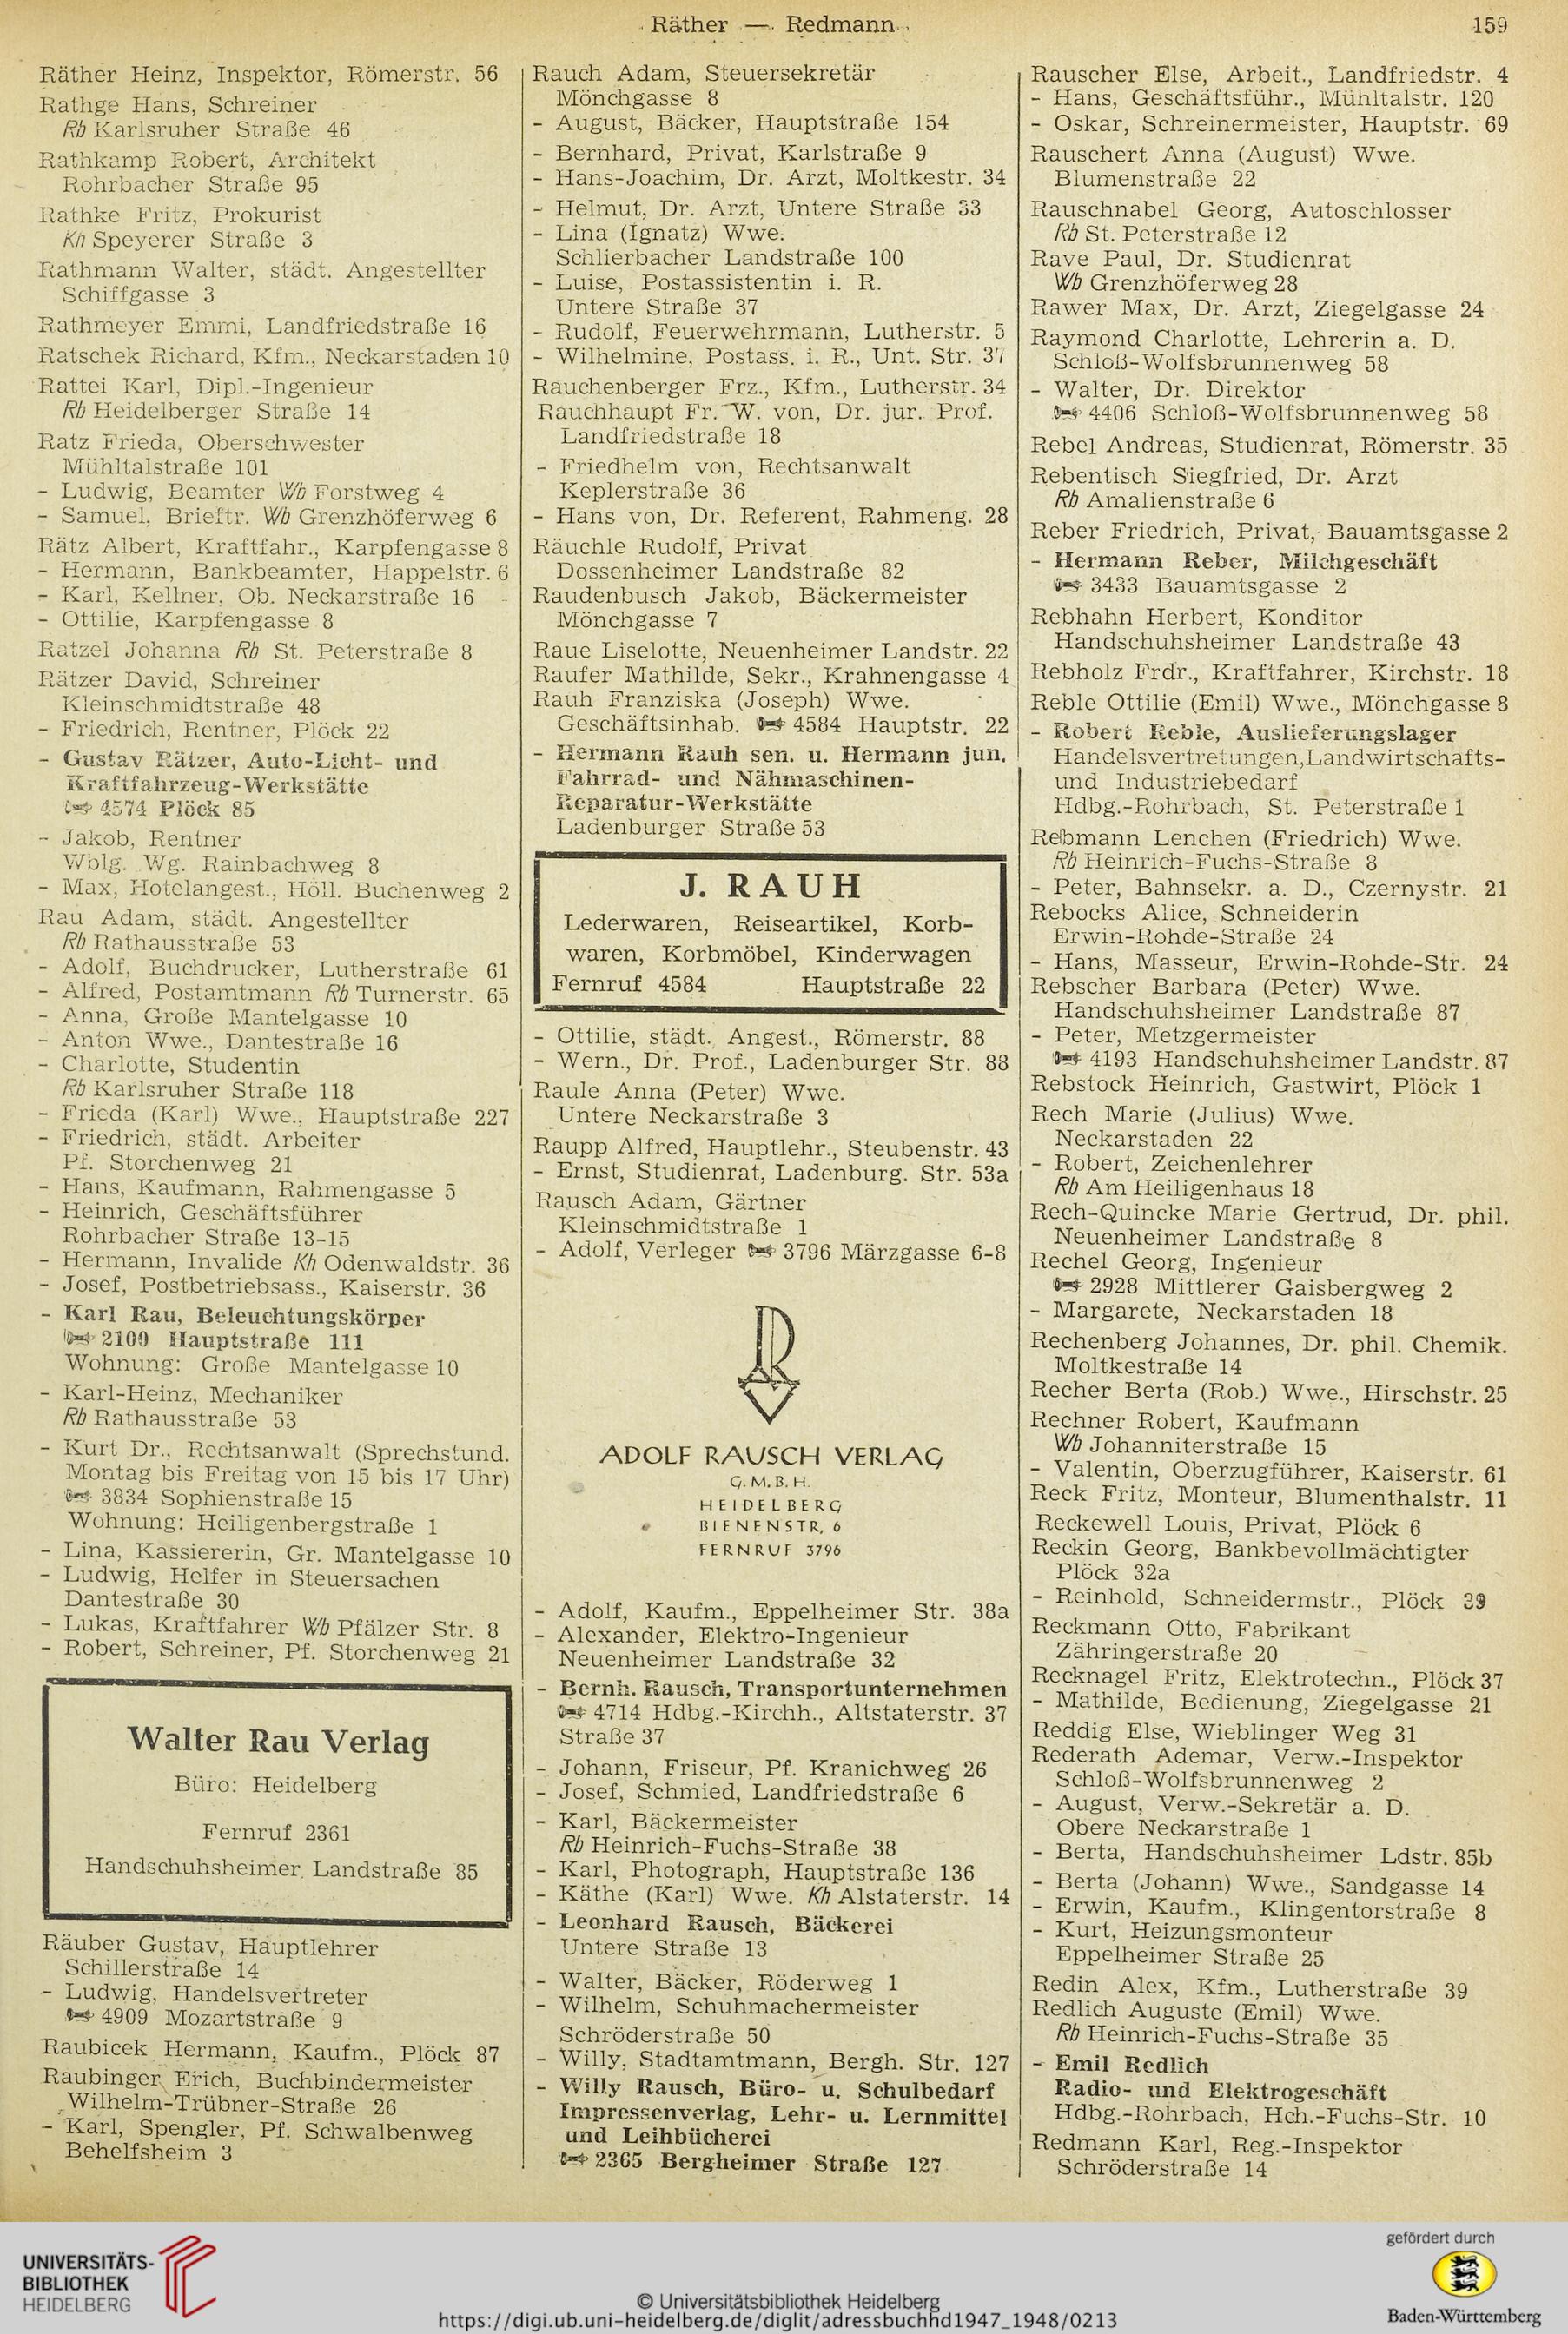 Räther — Redmann
159
Räther Heinz, Inspektor, Römerstr. 56
Rathge Hans, Schreiner
Rb Karlsruher Straße 46
Rathkamp Robert, Architekt
Rohrbacher Straße 95
Rathke Fritz, Prokurist
Kh Speyerer Straße 3
Rathmann Walter, städt. Angestellter
Schiffgasse 3
Rathmeyer Emmi, Landfriedstraße 16
Ratschek Richard, Kfm., Neckarstaden 10
Rattei Karl, Dipl.-Ingenieur
Rb Heidelberger Straße 14
Ratz Frieda, Oberschwester
Mühltalstraße 101
- Ludwig, Beamter Wb Forstweg 4
- Samuel, Brieftr. Wb Grenzhöferweg 6
Rätz Albert, Kraftfahr., Karpfengasse 8
- Hermann, Bankbeamter, Happelstr. 6
- Karl, Kellner, Ob. Neckarstraße 16
- Ottilie, Karpfengasse 8
Ratzel Johanna Rb St. Peterstraße 8
Rätzer David, Schreiner
Kleinschmidtstraße 48
- Friedrich, Rentner, Plöck 22
- Gustav Rätzer, Auto-Licht- und
Kraftfahrzeug-Werkstätte
4574 Plöck 85
- Jakob, Rentner
Wblg. Wg. Rainbachweg 8
- Max, Hotelangest., Höll. Buchenweg 2
Rau Adam, städt. Angestellter
Rb Rathausstraße 53
- Adolf, Buchdrucker, Lutherstraße 61
- Alfred, Postamtmann Rb Turnerstr. 65
- Anna, Große Mantelgasse 10
- Anton Wwe., Dantestraße 16
- Charlotte, Studentin
Rb Karlsruher Straße 118
- Frieda (Karl) Wwe., Hauptstraße 227
- Friedrich, städt. Arbeiter
Pf. Storchenweg 21
- Hans, Kaufmann, Rahmengasse 5
- Heinrich, Geschäftsführer
Rohrbacher Straße 13-15
- Hermann, Invalide Kh Odenwaldstr. 36
- Josef, Postbetriebsass., Kaiserstr. 36
- Karl Rau, Beleuchtungskörper
2100 Hauptstraße 111
Wohnung: Große Mantelgasse 10
- Karl-Heinz, Mechaniker
Rb Rathausstraße 53
- Kurt Dr., Rechtsanwalt (Sprechstund.
Montag bis Freitag von 15 bis 17 Uhr)
3834 Sophienstraße 15
Wohnung: Heiligenbergstraße 1
- Lina, Kassiererin, Gr. Mantelgasse 10
- Ludwig, Helfer in Steuersachen
Dantestraße 30
- Lukas, Kraftfahrer Wb Pfälzer Str. 8
- Robert, Schreiner, Pf. Storchenweg 21
Walter Rau Verlag
Büro: Heidelberg
Fernruf 2361
Handschuhsheimer Landstraße 85
Räuber Gustav, Hauptlehrer
Schillerstraße 14
- Ludwig, Handelsvertreter
4909 Mozartstraße 9
Raubicek Hermann, Kaufm., Plöck 87
Raubinger Erich, Buchbindermeister
Wilhelm-Trübner-Straße 26
- Karl, Spengler, Pf. Schwalbenweg
Behelfsheim 3
Rauch Adam, Steuersekretär
Mönchgasse 8
- August, Bäcker, Hauptstraße 154
- Bernhard, Privat, Karlstraße 9
- Hans-Joachim, Dr. Arzt, Moltkestr. 34
- Helmut, Dr. Arzt, Untere Straße 33
- Lina (Ignatz) Wwe.
Schlierbacher Landstraße 100
- Luise, Postassistentin i. R.
Untere Straße 37
- Rudolf, Feuerwehrmann, Lutherstr. 5
- Wilhelmine, Postass. i. R., Unt. Str. 37
Rauchenberger Frz., Kfm., Lutherstr. 34
Rauchhaupt Fr. W. von, Dr. jur. Prof.
Landfriedstraße 18
- Friedhelm von, Rechtsanwalt
Keplerstraße 36
- Hans von, Dr. Referent, Rahmeng. 28
Räuchle Rudolf, Privat
Dossenheimer Landstraße 82
Raudenbusch Jakob, Bäckermeister
Mönchgasse 7
Raue Liselotte, Neuenheimer Landstr. 22
Raufer Mathilde, Sekr., Krahnengasse 4
Rauh Franziska (Joseph) Wwe.
Geschäftsinhab. 4584 Hauptstr. 22
- Hermann Rauh sen. u. Hermann jun.
Fahrrad- und Nähmaschinen-
Reparatur-Werkstätte
Ladenburger Straße 53
J. RAUH
Lederwaren, Reiseartikel, Korb-
waren, Korbmöbel, Kinderwagen
Fernruf 4584 Hauptstraße 22
- Ottilie, städt. Angest., Römerstr. 88
- Wern., Dr. Prof., Ladenburger Str. 88
Raule Anna (Peter) Wwe.
Untere Neckarstraße 3
Raupp Alfred, Hauptlehr., Steubenstr. 43
- Ernst, Studienrat, Ladenburg. Str. 53a
Rausch Adam, Gärtner
Kleinschmidtstraße 1
- Adolf, Verleger 3796 Märzgasse 6-8
ADOLF RAUSCH VERLAG
G.M.B.H.
HEIDELBERG
BIENENSTR. 6
FERNRUF 3796
- Adolf, Kaufm., Eppelheimer Str. 38a
- Alexander, Elektro-Ingenieur
Neuenheimer Landstraße 32
- Bernh. Rausch, Transportunternehmen
4714 Hdbg.-Kirchh., Altstaterstr. 37
Straße 37
- Johann, Friseur, Pf. Kranichweg 26
- Josef, Schmied, Landfriedstraße 6
- Karl, Bäckermeister
Rb Heinrich-Fuchs-Straße 38
- Karl, Photograph, Hauptstraße 136
- Käthe (Karl) Wwe. Kh Alstaterstr. 14
- Leonhard Rausch, Bäckerei
Untere Straße 13
- Walter, Bäcker, Röderweg 1
- Wilhelm, Schuhmachermeister
Schröderstraße 50
- Willy, Stadtamtmann, Bergh. Str. 127
- Willy Rausch, Büro- u. Schulbedarf
Impressenverlag, Lehr- u. Lernmittel
und Leihbücherei
2365 Bergheimer Straße 127
Rauscher Else, Arbeit., Landfriedstr. 4
- Hans, Geschäftsführ., Mühltalstr. 120
- Oskar, Schreinermeister, Hauptstr. 69
Rauschert Anna (August) Wwe.
Blumenstraße 22
Rauschnabel Georg, Autoschlosser
Rb St. Peterstraße 12
Rave Paul, Dr. Studienrat
Wb Grenzhöferweg 28
Rawer Max, Dr. Arzt, Ziegelgasse 24
Raymond Charlotte, Lehrerin a. D.
Schloß-Wolfsbrunnenweg 58
- Walter, Dr. Direktor
4406 Schloß-Wolfsbrunnenweg 58
Rebel Andreas, Studienrat, Römerstr. 35
Rebentisch Siegfried, Dr. Arzt
Rb Amalienstraße 6
Reber Friedrich, Privat, Bauamtsgasse 2
- Hermann Reber, Milchgeschäft
3433 Bauamtsgasse 2
Rebhahn Herbert, Konditor
Handschuhsheimer Landstraße 43
Rebholz Frdr., Kraftfahrer, Kirchstr. 18
Reble Ottilie (Emil) Wwe., Mönchgasse 8
- Robert Reble, Auslieferungslager
Handelsvertretungen,Landwirtschafts-
und Industriebedarf
Hdbg.-Rohrbach, St. Peterstraße 1
Rebmann Lenchen (Friedrich) Wwe.
Rb Heinrich-Fuchs-Straße 8
- Peter, Bahnsekr. a. D., Czernystr. 21
Rebocks Alice, Schneiderin
Erwin-Rohde-Straße 24
- Hans, Masseur, Erwin-Rohde-Str. 24
Rebscher Barbara (Peter) Wwe.
Handschuhsheimer Landstraße 87
- Peter, Metzgermeister
4193 Handschuhsheimer Landstr. 87
Rebstock Heinrich, Gastwirt, Plöck 1
Rech Marie (Julius) Wwe.
Neckarstaden 22
- Robert, Zeichenlehrer
Rb Am Heiligenhaus 18
Rech-Quincke Marie Gertrud, Dr. phil.
Neuenheimer Landstraße 8
Rechel Georg, Ingenieur
2928 Mittlerer Gaisbergweg 2
- Margarete, Neckarstaden 18
Rechenberg Johannes, Dr. phil. Chemik.
Moltkestraße 14
Recher Berta (Rob.) Wwe., Hirschstr. 25
Rechner Robert, Kaufmann
Wb Johanniterstraße 15
- Valentin, Oberzugführer, Kaiserstr. 61
Reck Fritz, Monteur, Blumenthalstr. 11
Reckewell Louis, Privat, Plöck 6
Reckin Georg, Bankbevollmächtigter
Plöck 32a
- Reinhold, Schneidermstr., Plöck
Reckmann Otto, Fabrikant
Zähringerstraße 20
Recknagel Fritz, Elektrotechn., Plöck 37
- Mathilde, Bedienung, Ziegelgasse 21
Reddig Else, Wieblinger Weg 31
Rederath Ademar, Verw.-Inspektor
Schloß-Wolfsbrunnenweg 2
- August, Verw.-Sekretär a. D.
Obere Neckarstraße 1
- Berta, Handschuhsheimer Ldstr. 85b
- Berta (Johann) Wwe., Sandgasse 14
- Erwin, Kaufm., Klingentorstraße 8
- Kurt, Heizungsmonteur
Eppelheimer Straße 25
Redin Alex, Kfm., Lutherstraße 39
Redlich Auguste (Emil) Wwe.
Rb Heinrich-Fuchs-Straße 35
- Emil Redlich
Radio- und Elektrogeschäft
Hdbg.-Rohrbach, Hch.-Fuchs-Str. 10
Redmann Karl, Reg.-Inspektor
Schröderstraße 14
UNIVERSITÄTS-
BIBLIOTHEK
HEIDELBERG
© Universitätsbibliothek Heidelberg
https://digi.ub.uni-heidelberg.de/diglit/adressbuchhd1947_1948/0213
gefördert durch
Baden-Württemberg